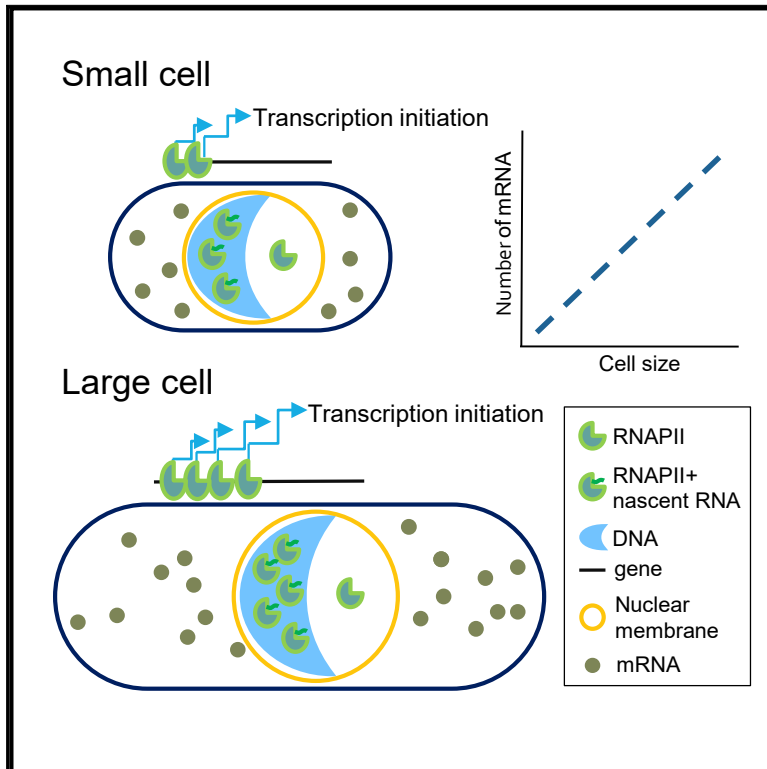 Small cell
Transcription initiation
Number of mRNA
Cell size
Large cell
Transcription initiation
RNAPII
RNAPII+
nascent RNA
DNA
gene
Nuclear
membrane
mRNA